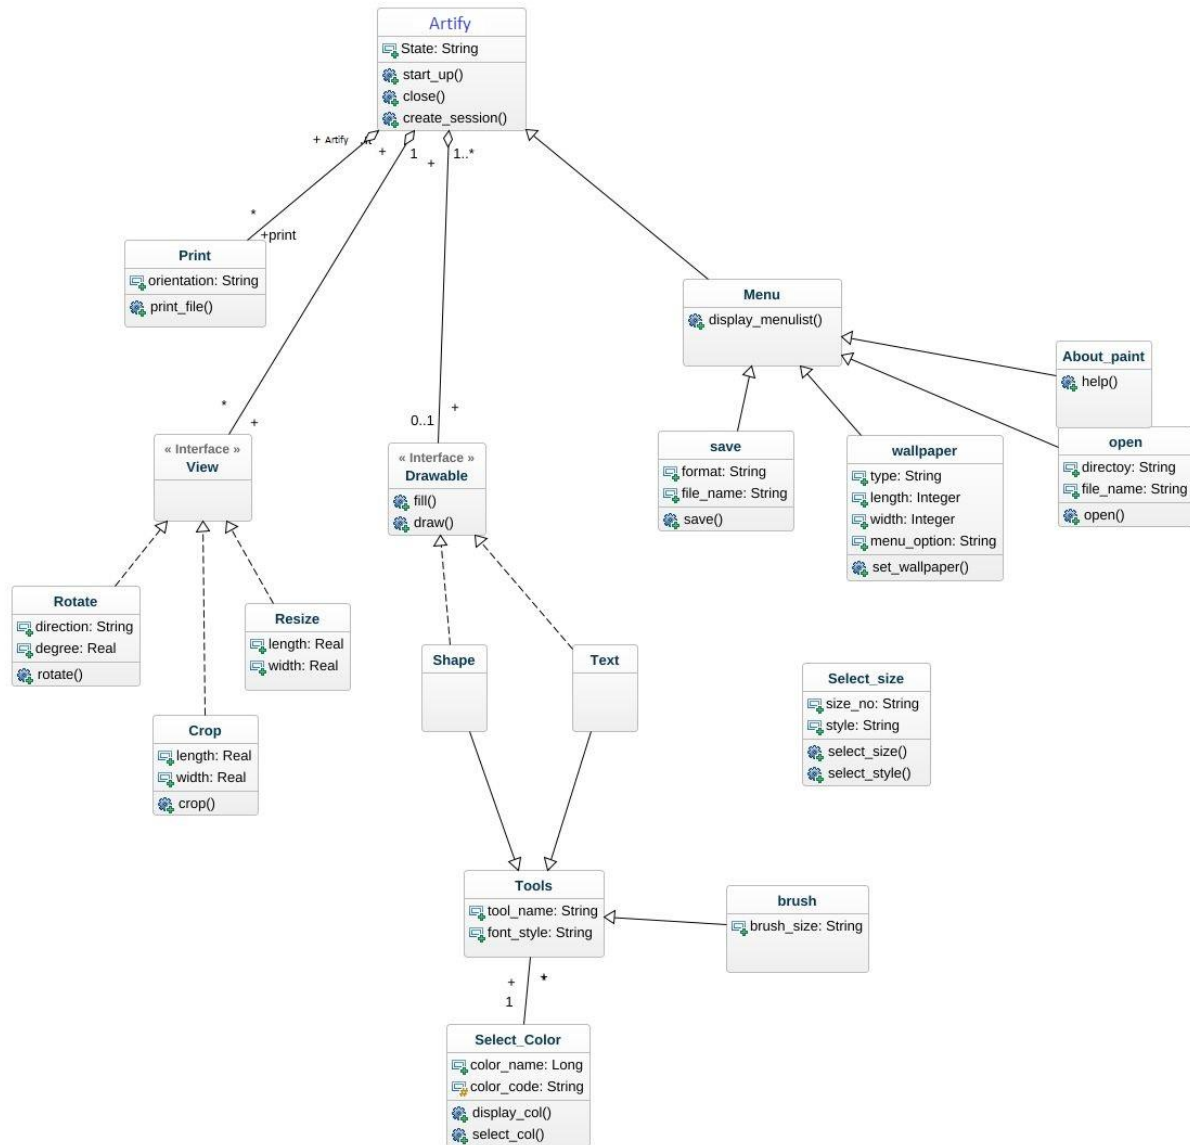 Artify
State: String
start_up()
close()
create_session()
+ Artify
+
1
+
1..*
*
+print
Print
orientation: String
print_file()
Menu
display_menulist()
About_paint
help()
*
+
0..1
+
« Interface »
View
« Interface »
Drawable
fill()
draw()
save
format: String
file_name: String
save()
wallpaper
type: String
length: Integer
width: Integer
menu_option: String
set_wallpaper()
open
directoy: String
file_name: String
open()
Rotate
direction: String
degree: Real
rotate()
Resize
length: Real
width: Real
Shape
Text
Select_size
size_no: String
style: String
select_size()
select_style()
Crop
length: Real
width: Real
crop()
Tools
tool_name: String
font_style: String
brush
brush_size: String
+
*
1
Select_Color
color_name: Long
color_code: String
display_col()
select_col()